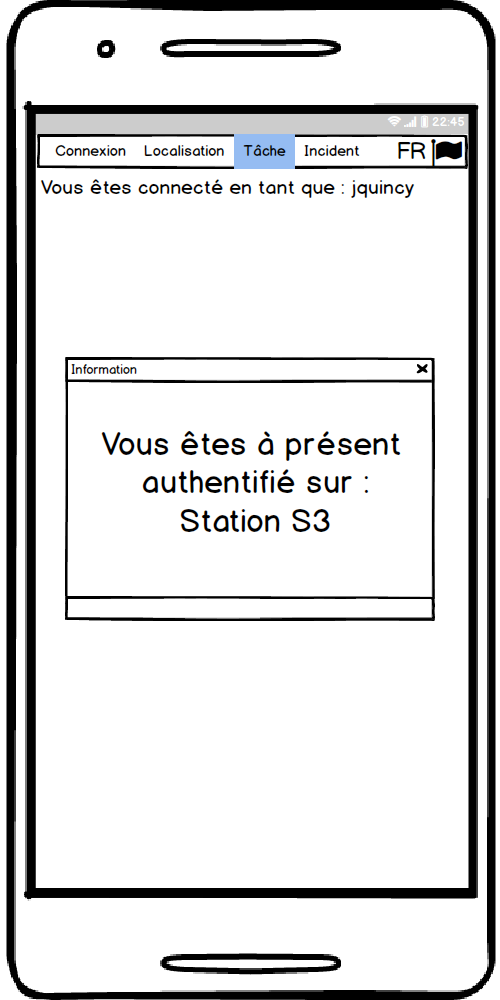 22:45
Connexion Localisation Tâche Incident FR
Vous êtes connecté en tant que : jquincy
Information
Vous êtes à présent
authentifié sur :
Station S3